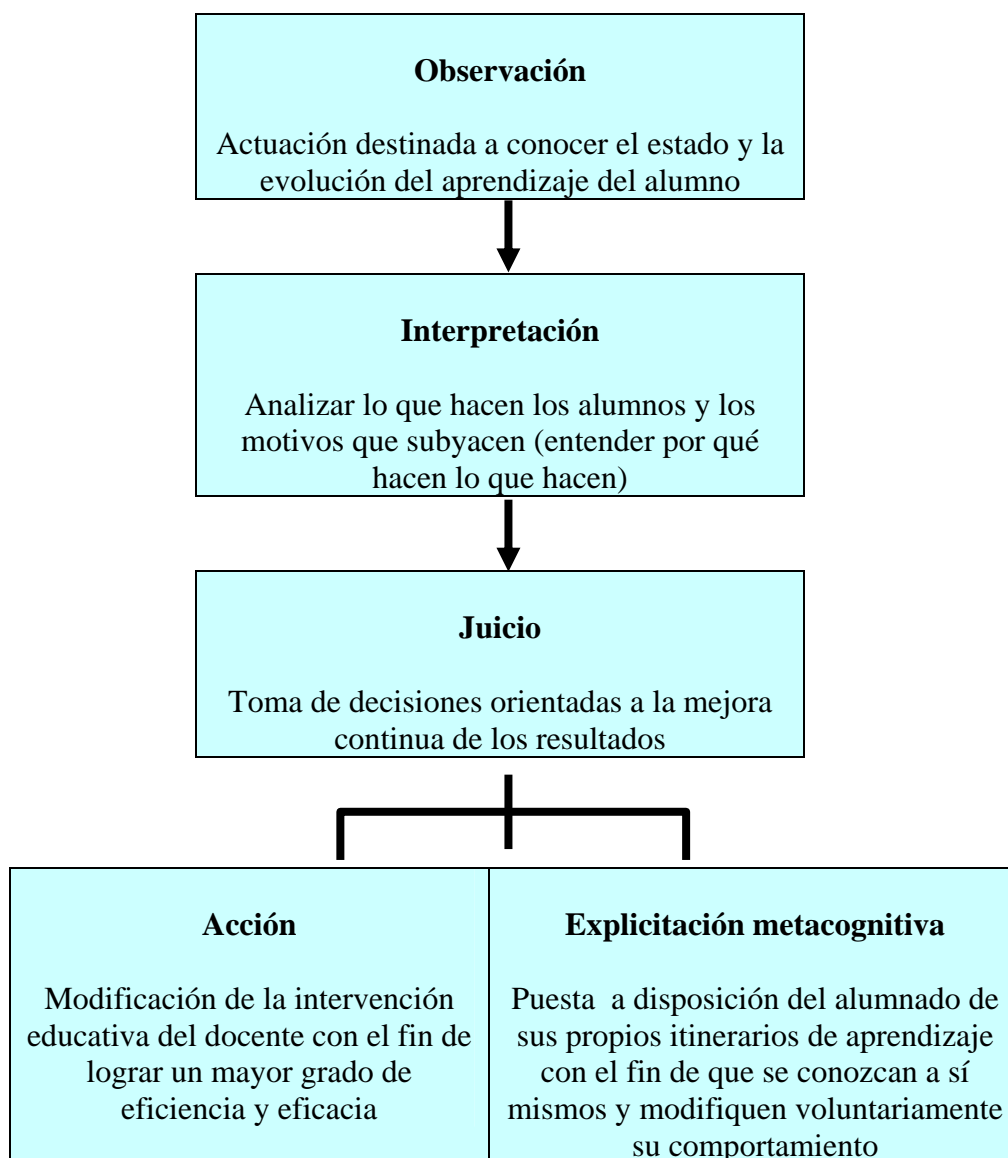 Observación
Actuación destinada a conocer el estado y la
evolución del aprendizaje del alumno
Interpretación
Analizar lo que hacen los alumnos y los
motivos que subyacen (entender por qué
hacen lo que hacen)
Juicio
Toma de decisiones orientadas a la mejora
continua de los resultados
Acción
Modificación de la intervención
educativa del docente con el fin de
lograr un mayor grado de
eficiencia y eficacia
Explicitación metacognitiva
Puesta a disposición del alumnado de
sus propios itinerarios de aprendizaje
con el fin de que se conozcan a sí
mismos y modifiquen voluntariamente
su comportamiento